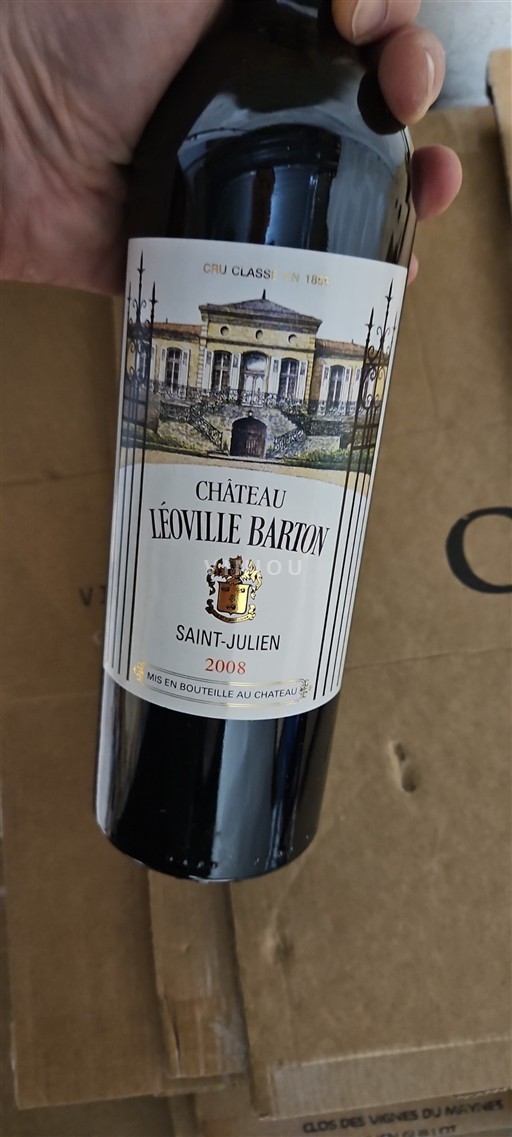 CRU CLASSÉ EN 1855
CHÂTEAU
LÉOVILLE BARTON
VINOU
SAINT-JULIEN
2008
MIS EN BOUTEILLE AU CHATEAU
CLOS DES VIGNES DU MAYNES